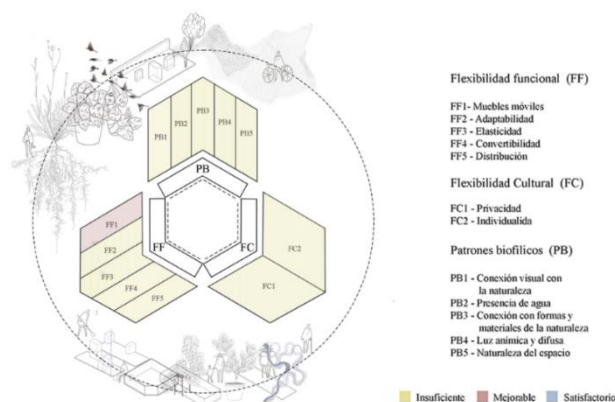 PB1
PB2
PB3
PB4
PB5
PB
FF1
FF2
FF3
FF4
FF5
FF
FC
FC2
FC1
Flexibilidad funcional (FF)
FF1- Muebles móviles
FF2 - Adaptabilidad
FF3 - Elasticidad
FF4 - Convertibilidad
FF5 - Distribución
Flexibilidad Cultural (FC)
FC1 - Privacidad
FC2 - Individualida
Patrones biofílicos (PB)
PB1 - Conexión visual con
la naturaleza
PB2 - Presencia de agua
PB3 - Conexión con formas y
materiales de la naturaleza
PB4 - Luz anímica y difusa
PB5 - Naturaleza del espacio
Insuficiente
Mejorable
Satisfactorio